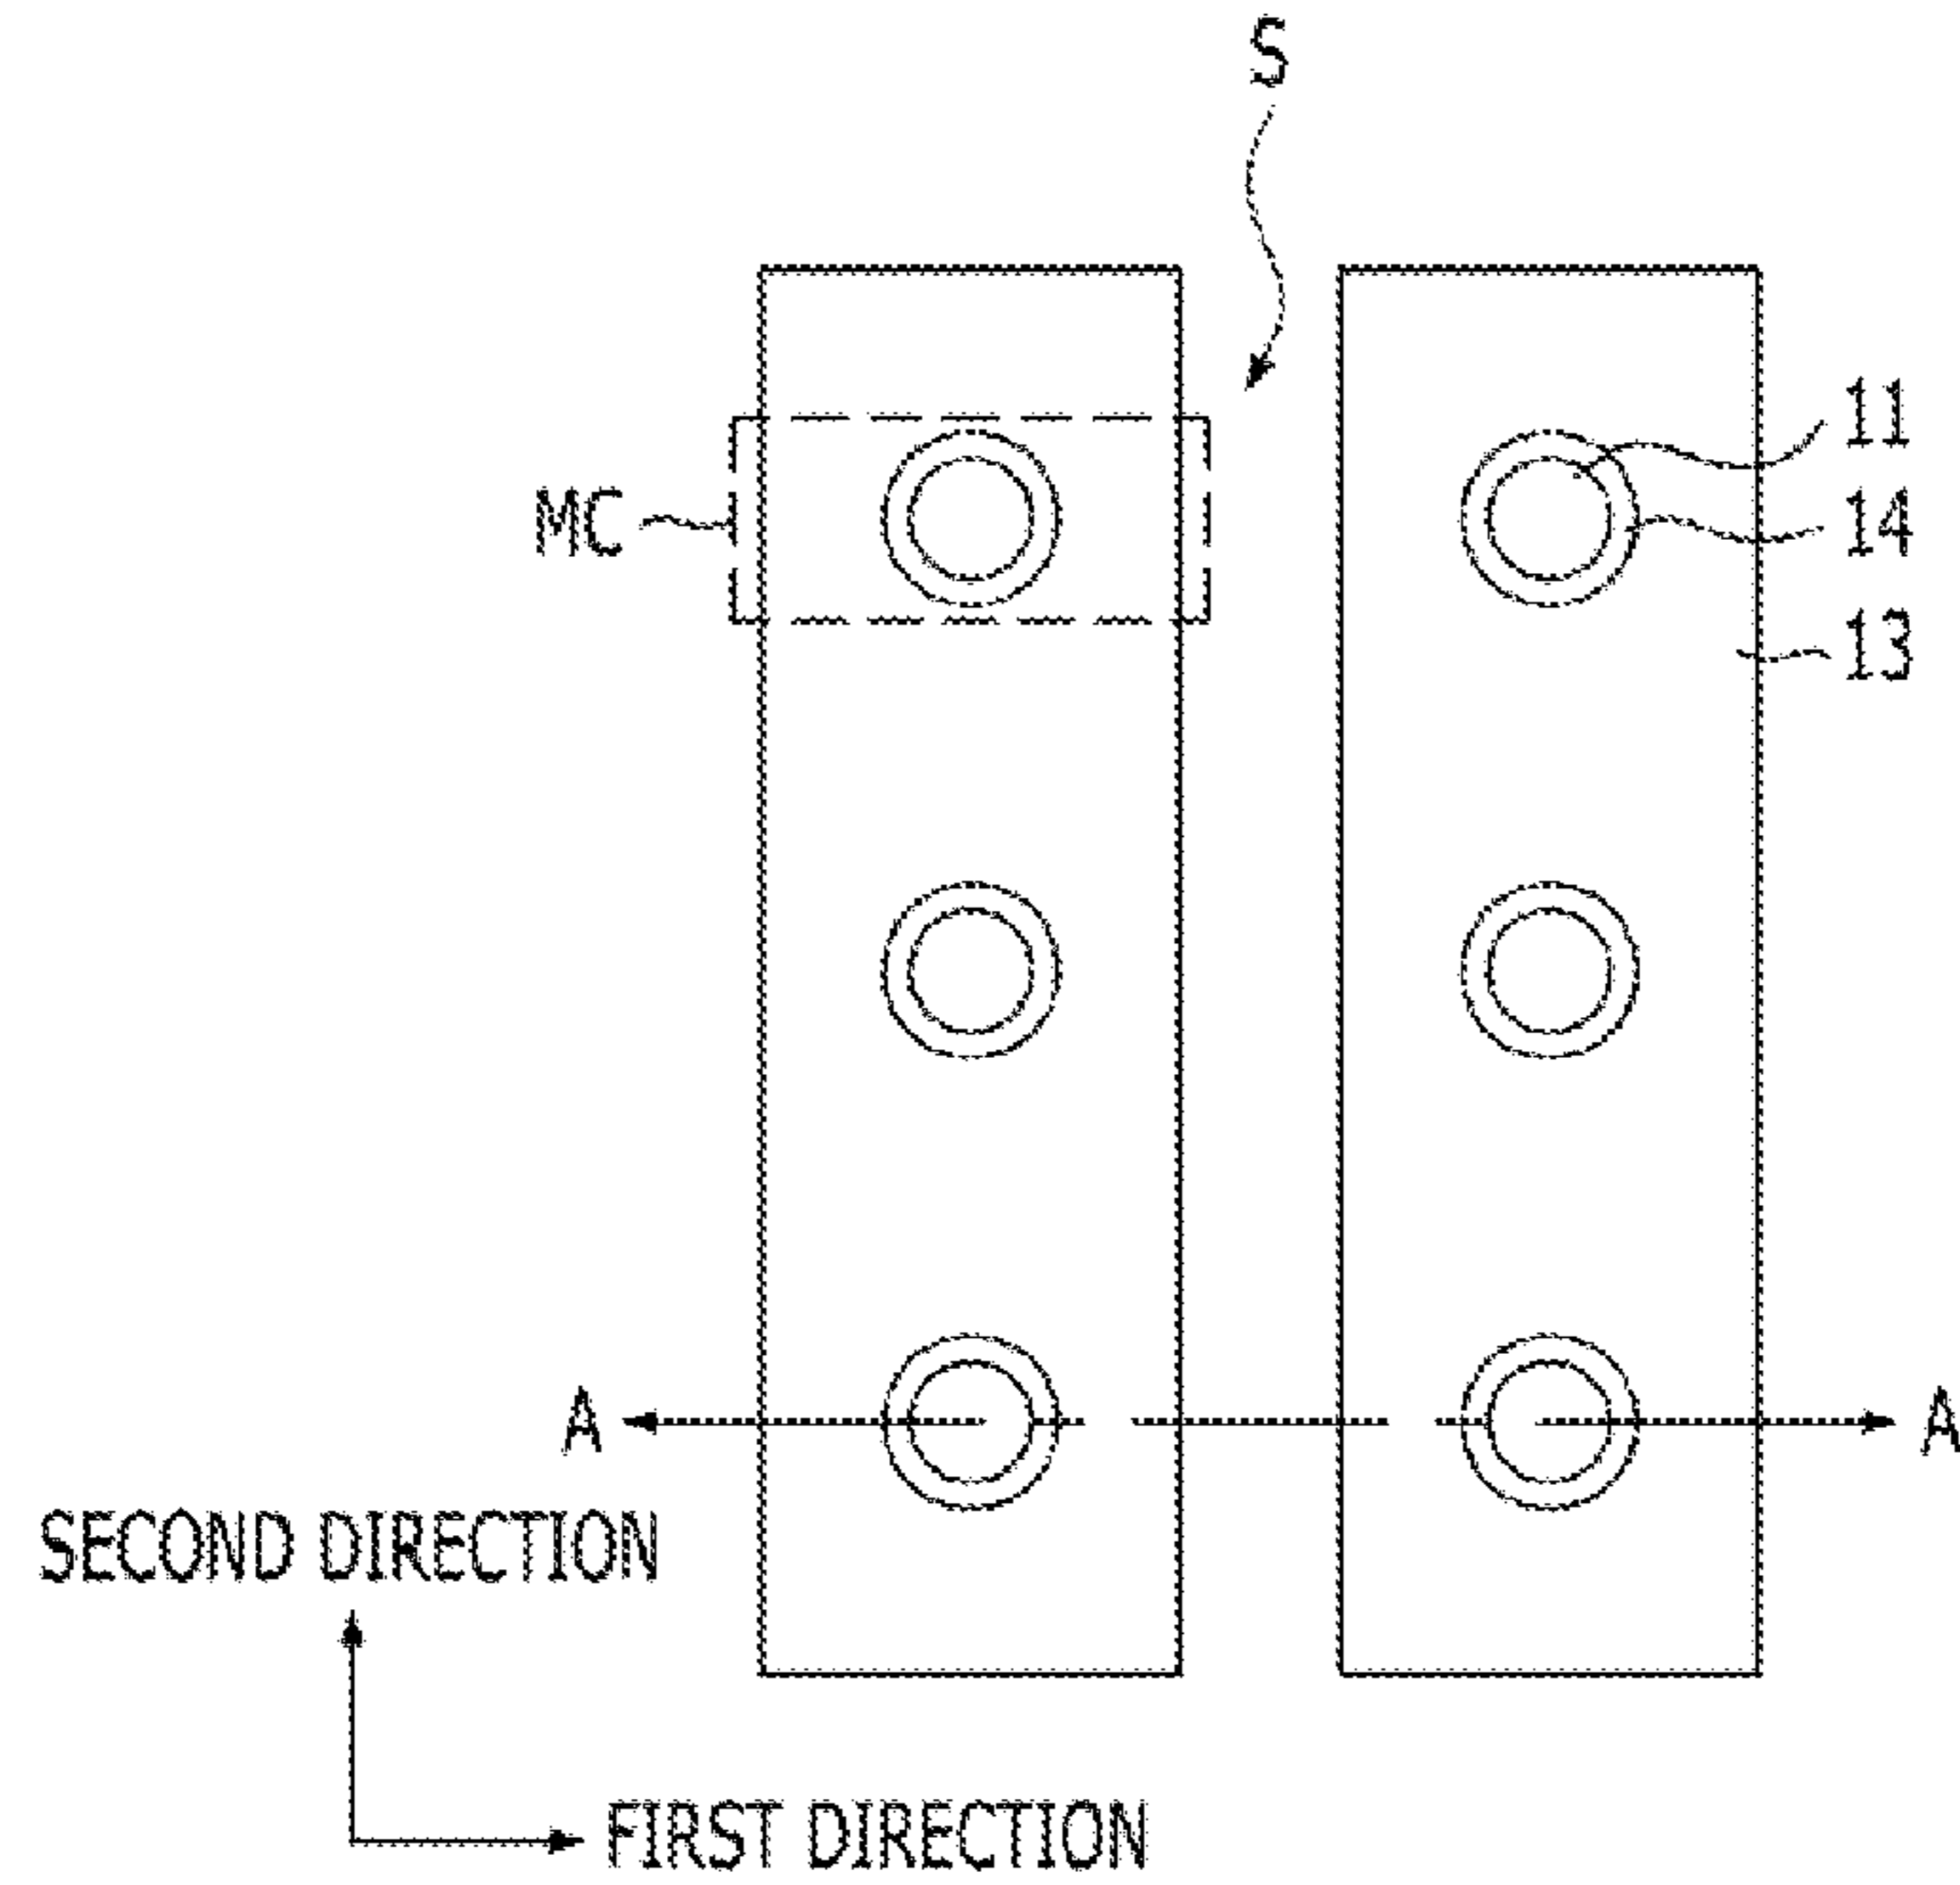 S
11
MC
14
13
A
A
SECOND DIRECTION
FIRST DIRECTION